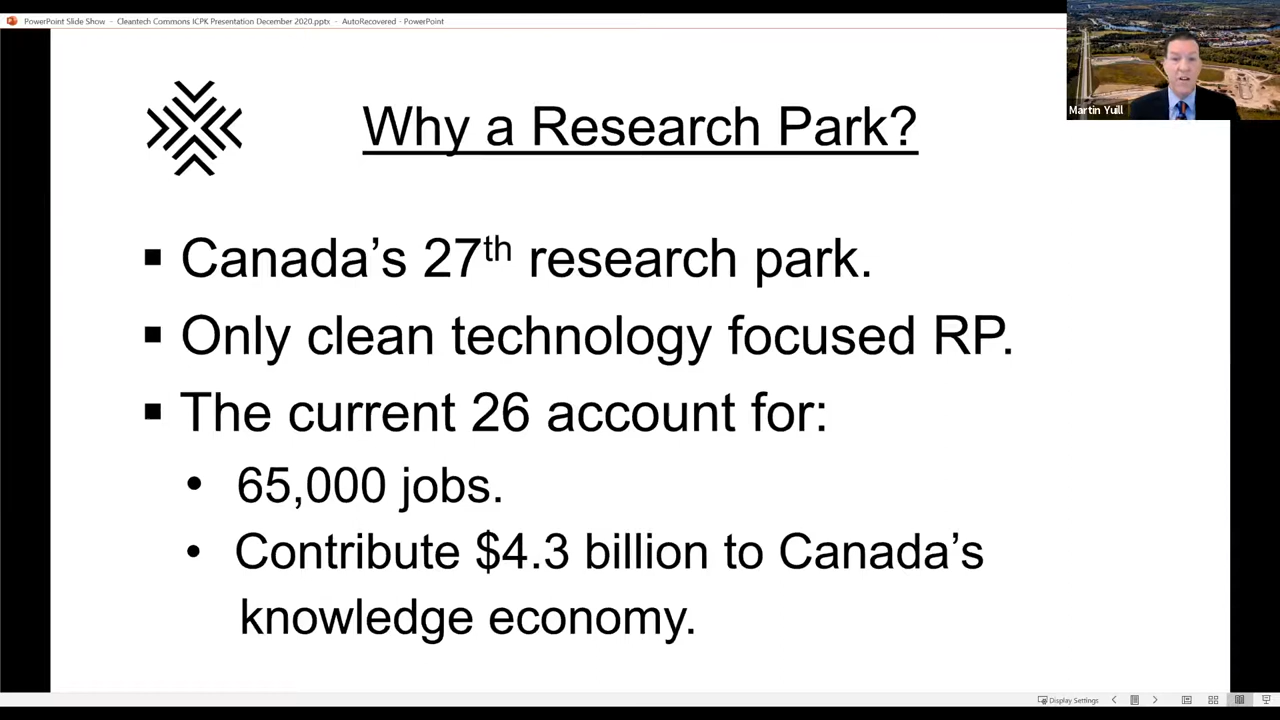 PowerPoint Slide Show - Cleantech Commons ICPK Presentation December 2020.pptx - AutoRecovered - PowerPoint
Martin Yuill
Why a Research Park?
▪ Canada’s 27th research park.
▪ Only clean technology focused RP.
▪ The current 26 account for:
• 65,000 jobs.
• Contribute $4.3 billion to Canada’s
knowledge economy.
Display Settings